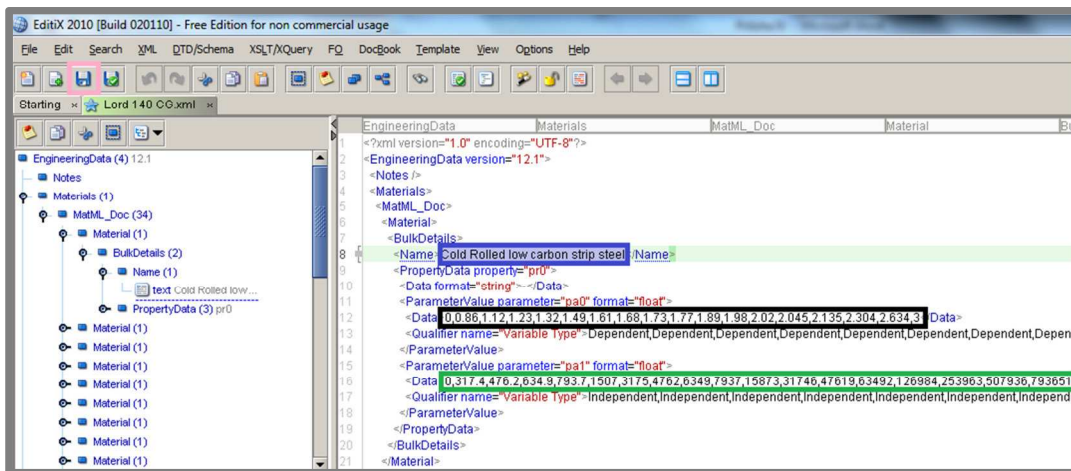 EditiX 2010 [Build 020110] - Free Edition for non commercial usage
File Edit Search XML DTD/Schema XSLT/XQuery FO DocBook Template View Options Help
Starting × Lord 140 CG.xml ×
EngineeringData Materials MatML_Doc Material
EngineeringData (4) 12.1
Notes
Materials (1)
MatML_Doc (34)
Material (1)
BulkDetails (2)
Name (1)
text Cold Rolled low...
PropertyData (3) pr0
Material (1)
Material (1)
Material (1)
Material (1)
Material (1)
Material (1)
Material (1)
Material (1)
1 <?xml version="1.0" encoding="UTF-8"?>
2 <EngineeringData version="12.1">
3 <Notes />
4 <Materials>
5 <MatML_Doc>
6 <Material>
7 <BulkDetails>
8 <Name>Cold Rolled low carbon strip steel</Name>
9 <PropertyData property="pr0">
10 <Data format="string">-</Data>
11 <ParameterValue parameter="pa0" format="float">
12 <Data>0,0.86,1.12,1.23,1.32,1.49,1.61,1.68,1.73,1.77,1.89,1.98,2.02,2.045,2.135,2.304,2.634,3</Data>
13 <Qualifier name="Variable Type">Dependent,Dependent,Dependent,Dependent,Dependent,Dependent,Depen
14 </ParameterValue>
15 <ParameterValue parameter="pa1" format="float">
16 <Data>0,317.4,476.2,634.9,793.7,1507,3175,4762,6349,7937,15873,31746,47619,63492,126984,253963,507936,793651
17 <Qualifier name="Variable Type">Independent,Independent,Independent,Independent,Independent,Independent,Independ
18 </ParameterValue>
19 </PropertyData>
20 </BulkDetails>
21 </Material>